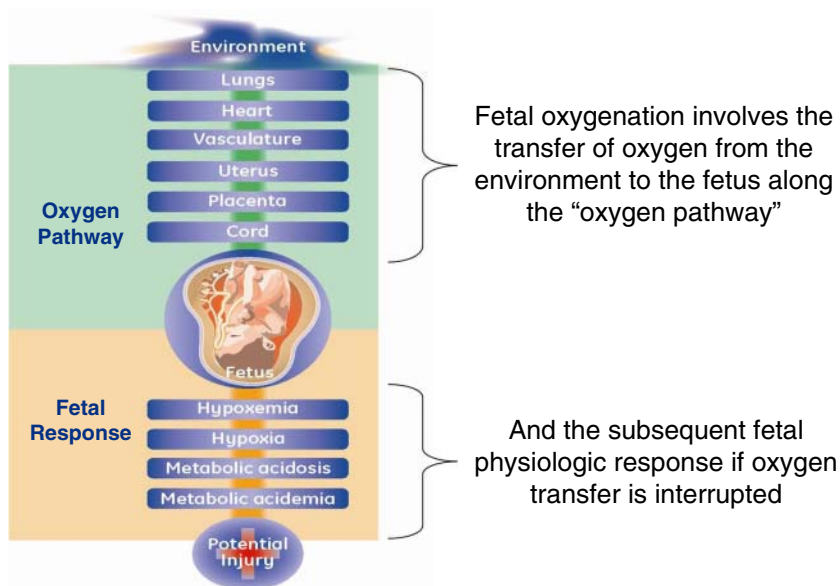 Environment
Lungs
Heart
Vasculature
Uterus
Placenta
Cord
Oxygen
Pathway
Fetal oxygenation involves the
transfer of oxygen from the
environment to the fetus along
the “oxygen pathway”
Fetus
Fetal
Response
Hypoxemia
Hypoxia
Metabolic acidosis
Metabolic acidemia
Potential
Injury
And the subsequent fetal
physiologic response if oxygen
transfer is interrupted